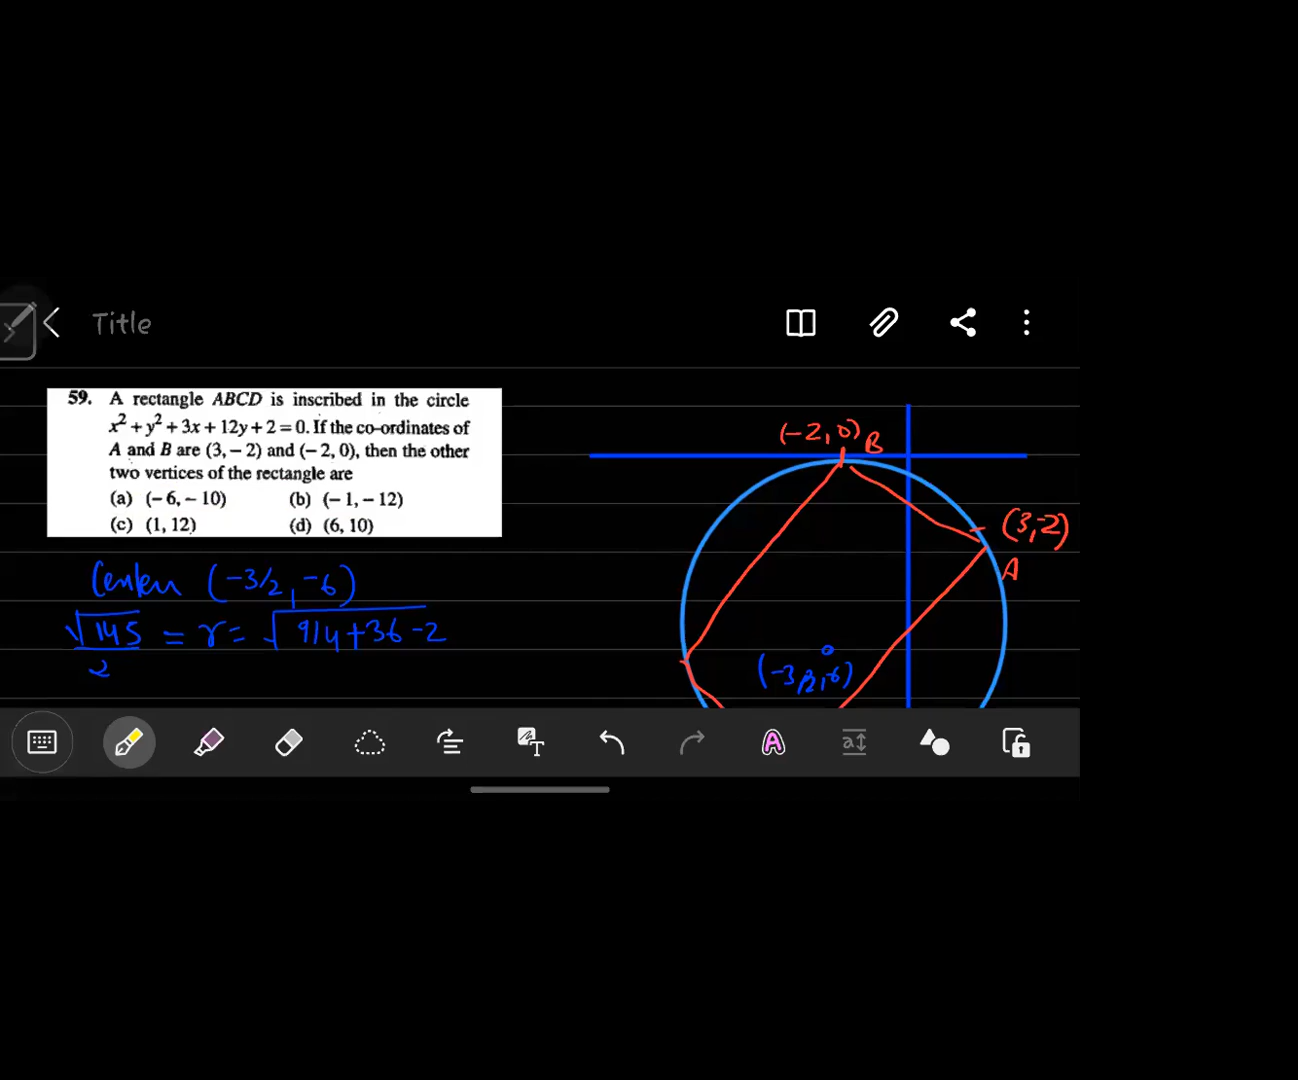 Title
59. A rectangle ABCD is inscribed in the circle
x² + y² + 3x + 12y + 2 = 0. If the co-ordinates of
A and B are (3, – 2) and (– 2, 0), then the other
two vertices of the rectangle are
(a) (– 6, – 10) (b) (– 1, – 12)
(c) (1, 12) (d) (6, 10)
Center (-3/2, -6)
√145/2 = r = √9/4+36-2
(-2,0) B
(3,-2)
A
(-3/2,-6)
A
T
A
a